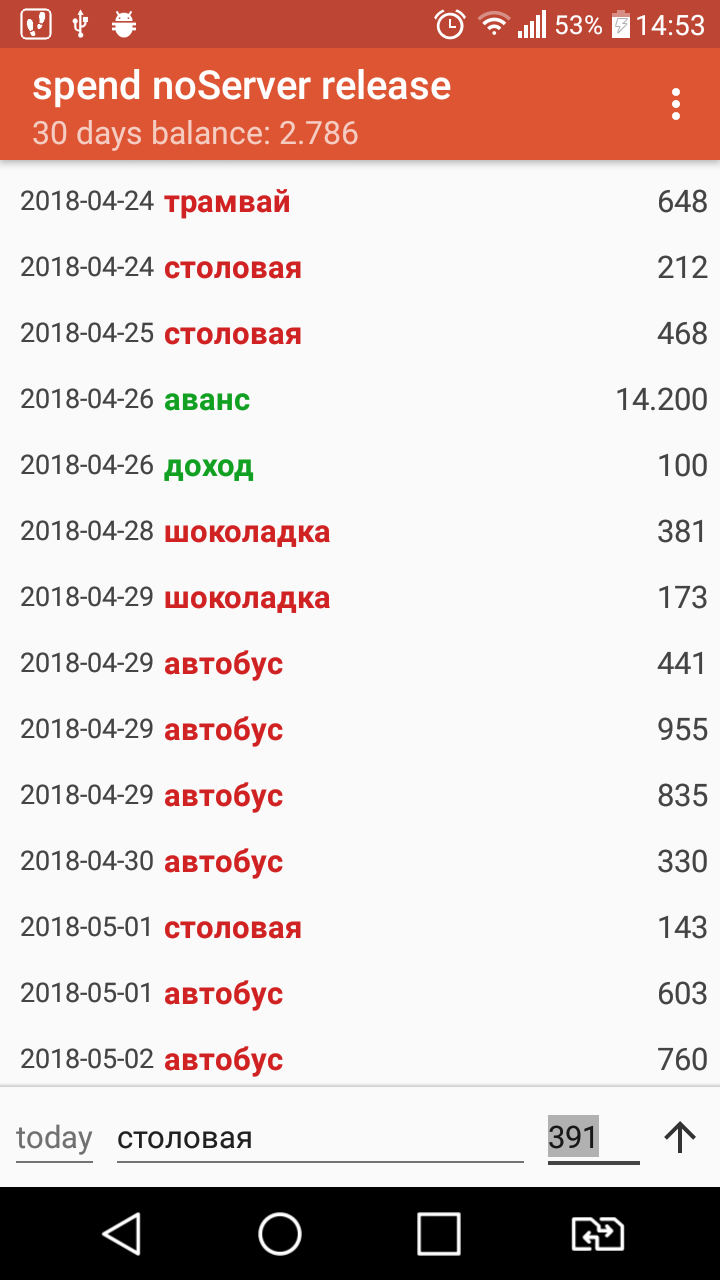 53% 14:53
spend noServer release
30 days balance: 2.786
2018-04-24 трамвай 648
2018-04-24 столовая 212
2018-04-25 столовая 468
2018-04-26 аванс 14.200
2018-04-26 доход 100
2018-04-28 шоколадка 381
2018-04-29 шоколадка 173
2018-04-29 автобус 441
2018-04-29 автобус 955
2018-04-29 автобус 835
2018-04-30 автобус 330
2018-05-01 столовая 143
2018-05-01 автобус 603
2018-05-02 автобус 760
today столовая 391